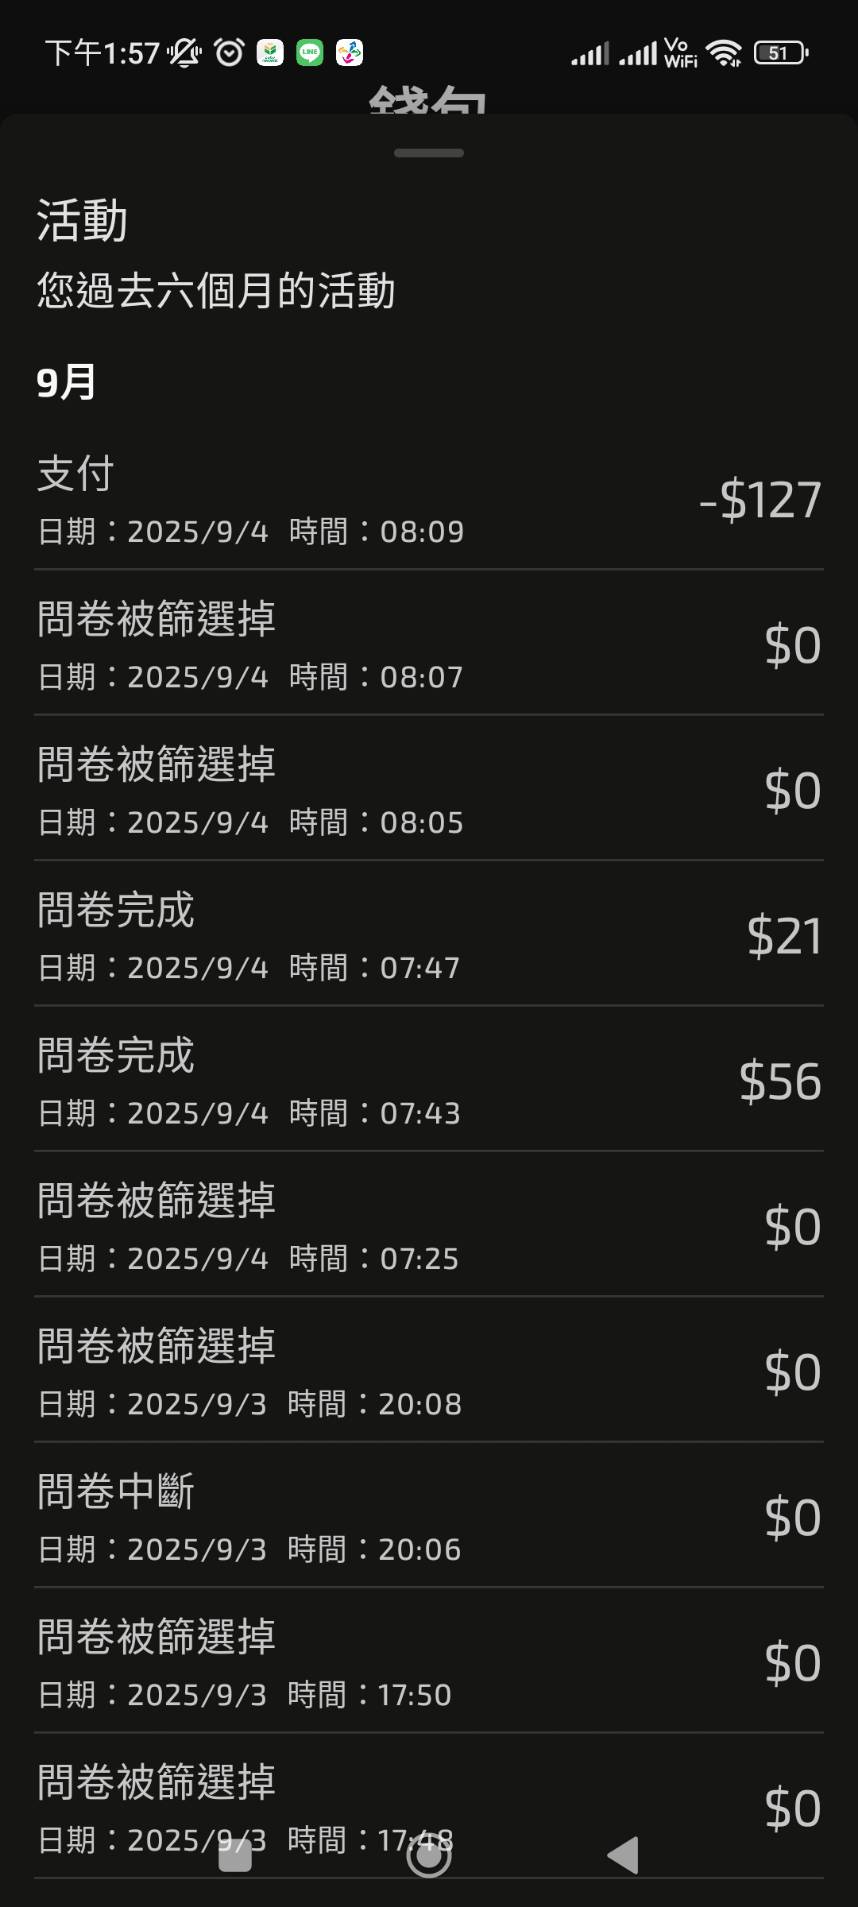 下午1:57
LINE
Vo
WiFi
51
錢包
活動
您過去六個月的活動
9月
支付
-$127
日期：2025/9/4 時間：08:09
問卷被篩選掉
$0
日期：2025/9/4 時間：08:07
問卷被篩選掉
$0
日期：2025/9/4 時間：08:05
問卷完成
$21
日期：2025/9/4 時間：07:47
問卷完成
$56
日期：2025/9/4 時間：07:43
問卷被篩選掉
$0
日期：2025/9/4 時間：07:25
問卷被篩選掉
$0
日期：2025/9/3 時間：20:08
問卷中斷
$0
日期：2025/9/3 時間：20:06
問卷被篩選掉
$0
日期：2025/9/3 時間：17:50
問卷被篩選掉
$0
日期：2025/9/3 時間：17:48